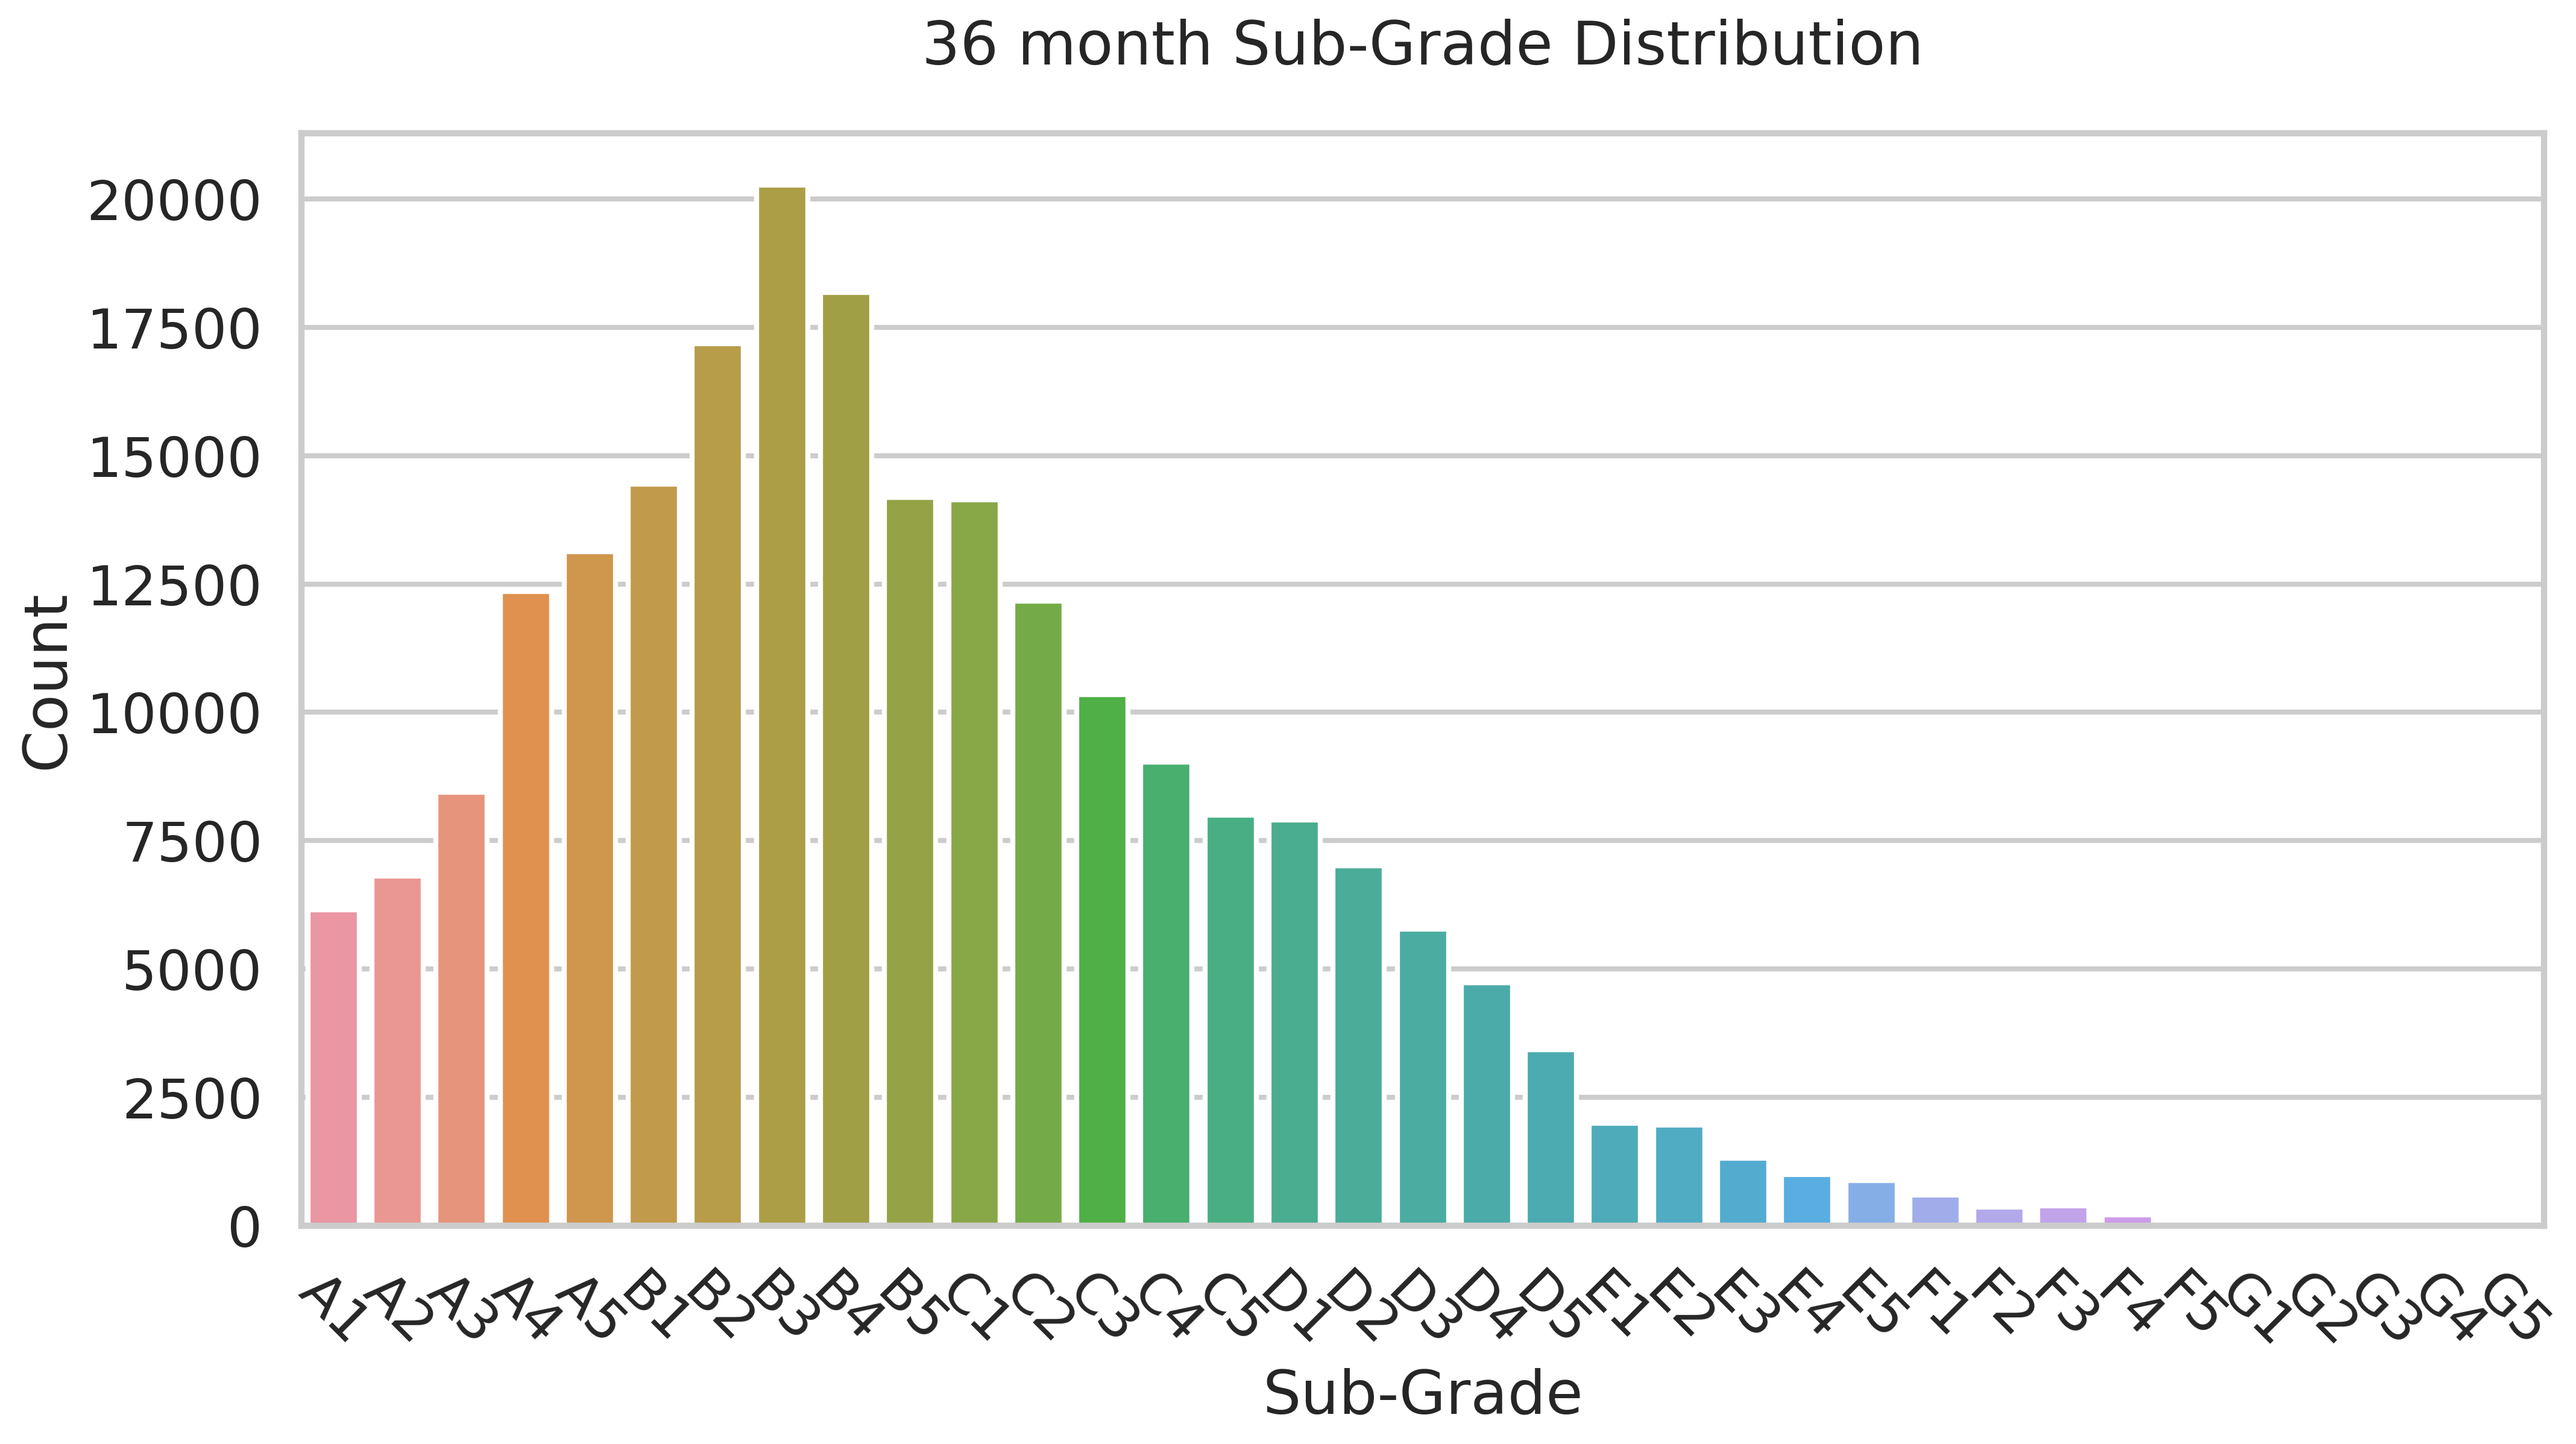 36 month Sub-Grade Distribution
Count
20000
17500
15000
12500
10000
7500
5000
2500
0
A1 A2 A3 A4 A5 B1 B2 B3 B4 B5 C1 C2 C3 C4 C5 D1 D2 D3 D4 D5 E1 E2 E3 E4 E5 F1 F2 F3 F4 F5 G1 G2 G3 G4 G5
Sub-Grade